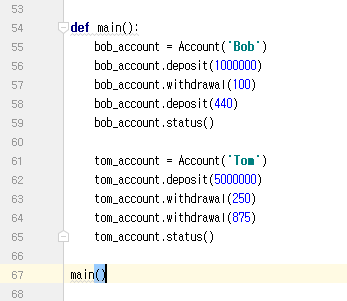 53
54 def main():
55     bob_account = Account('Bob')
56     bob_account.deposit(1000000)
57     bob_account.withdrawal(100)
58     bob_account.deposit(440)
59     bob_account.status()
60
61     tom_account = Account('Tom')
62     tom_account.deposit(5000000)
63     tom_account.withdrawal(250)
64     tom_account.withdrawal(875)
65     tom_account.status()
66
67 main()
68